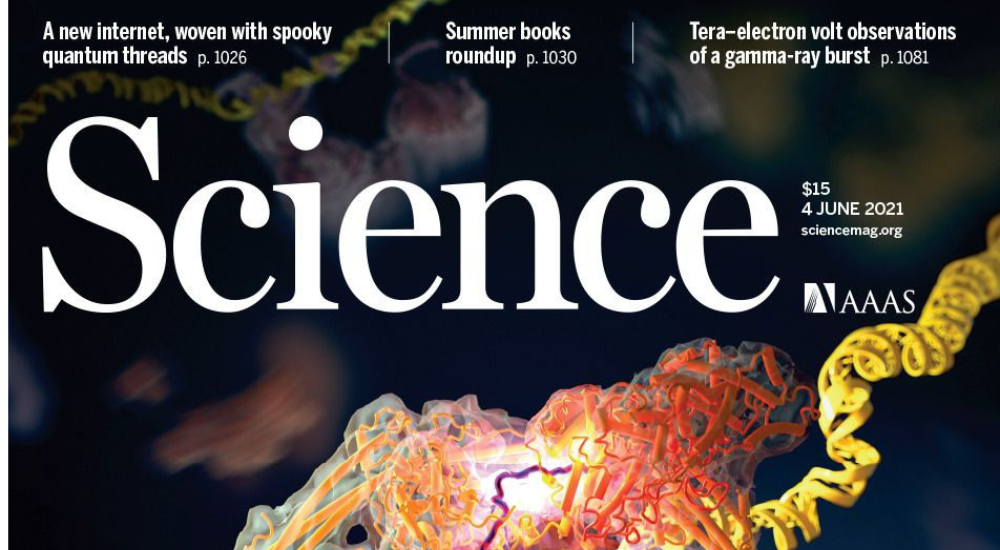 A new internet, woven with spooky
quantum threads p. 1026
Summer books
roundup p. 1030
Tera–electron volt observations
of a gamma-ray burst p. 1081
Science
$15
4 JUNE 2021
sciencemag.org
AAAS